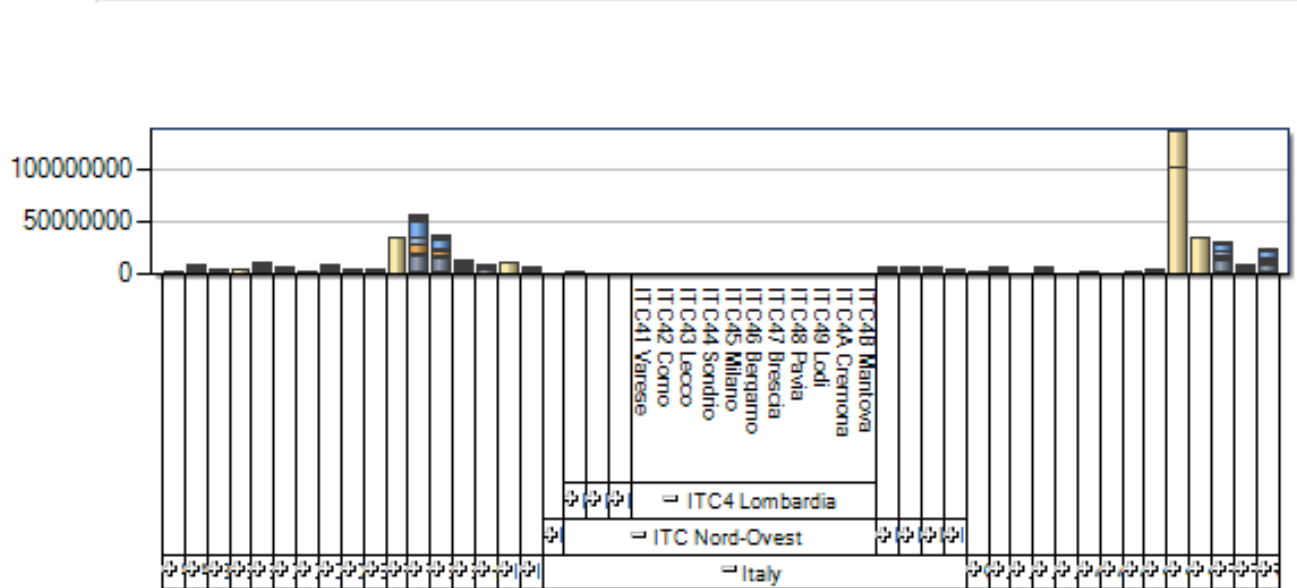 100000000
50000000
0
ITC41 Varese
ITC42 Como
ITC43 Lecco
ITC44 Sondrio
ITC45 Milano
ITC46 Bergamo
ITC47 Brescia
ITC48 Pavia
ITC49 Lodi
ITC4A Cremona
ITC4B Mantova
ITC4 Lombardia
ITC Nord-Ovest
Italy